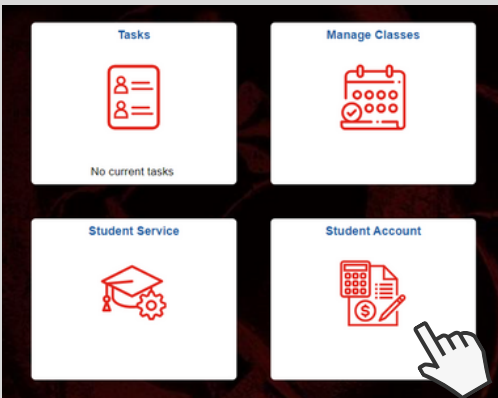 Tasks
Manage Classes
No current tasks
Student Service
Student Account
$